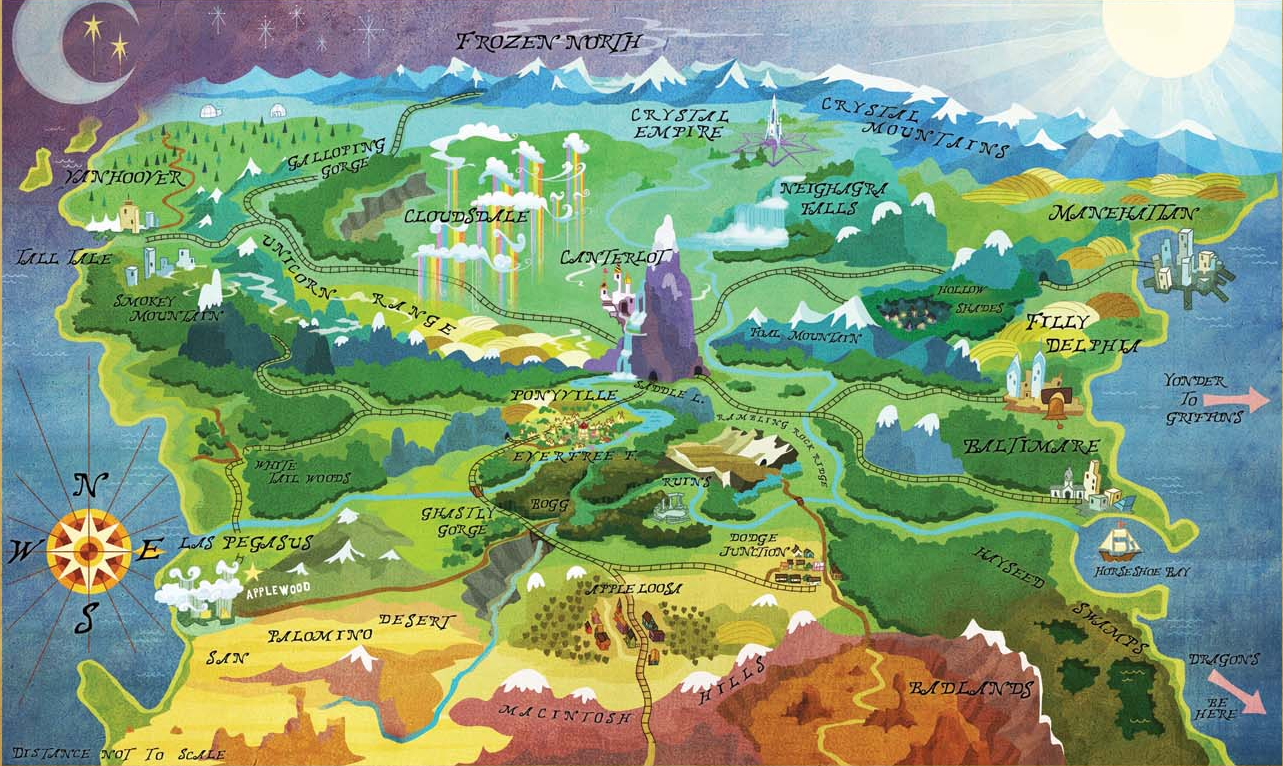 FROZEN NORTH
CRYSTAL
EMPIRE
CRYSTAL
MOUNTAINS
GALLOPING
GORGE
VANHOOVER
CLOUDSDALE
NEIGHAGRA
FALLS
MANEHATTAN
TALL TALE
UNICORN RANGE
CANTERLOT
SMOKEY
MOUNTAIN
HOLLOW
SHADES
FOAL MOUNTAIN
FILLY
DELPHIA
YONDER
TO
GRIFFONS
PONYVILLE
SADDLE L.
RAMBLING ROCK RIDGE
EVERFREE F.
BALTIMARE
WHITE
TAIL WOODS
RUINS
BOGG
GHASTLY
GORGE
N
W
E
S
LAS PEGASUS
DODGE
JUNCTION
HORSESHOE BAY
HAYSEED
SWAMPS
APPLEWOOD
APPLELOOSA
PALOMINO
DESERT
SAN
DRAGONS
BE
HERE
MACINTOSH
HILLS
BADLANDS
DISTANCE NOT TO SCALE